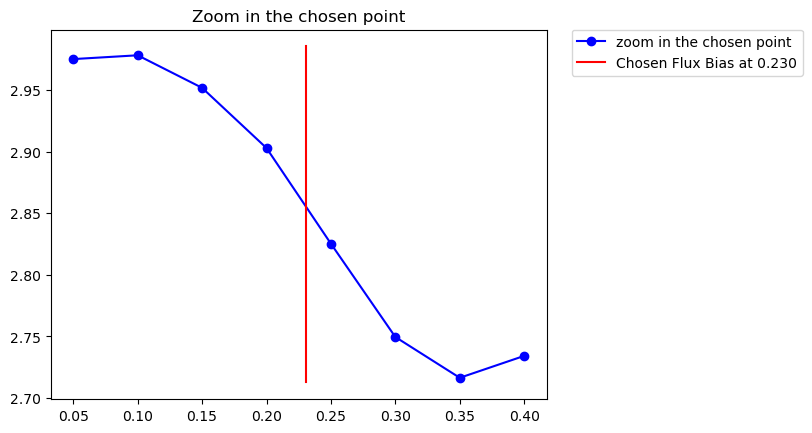 Zoom in the chosen point
zoom in the chosen point
Chosen Flux Bias at 0.230
2.95
2.90
2.85
2.80
2.75
2.70
0.05 0.10 0.15 0.20 0.25 0.30 0.35 0.40